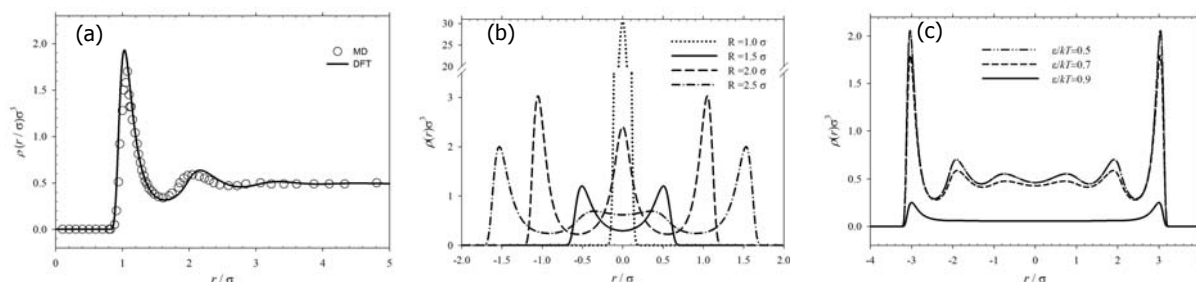 (a)
MD
DFT
ρ(r/σ)σ³
2.0
1.5
1.0
0.5
0.0
0 1 2 3 4 5
r / σ
(b)
R =1.0 σ
R =1.5 σ
R =2.0 σ
R =2.5 σ
ρ(r)σ³
30
25
20
3
2
1
0
-2.0 -1.5 -1.0 -0.5 0.0 0.5 1.0 1.5 2.0
r / σ
(c)
ε/kT=0.5
ε/kT=0.7
ε/kT=0.9
ρ(r)σ³
2.0
1.5
1.0
0.5
0.0
-4 -3 -2 -1 0 1 2 3 4
r / σ